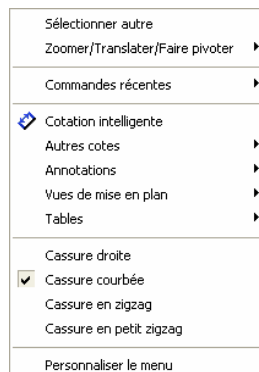 Sélectionner autre
Zoomer/Translater/Faire pivoter
Commandes récentes
Cotation intelligente
Autres cotes
Annotations
Vues de mise en plan
Tables
Cassure droite
Cassure courbée
Cassure en zigzag
Cassure en petit zigzag
Personnaliser le menu